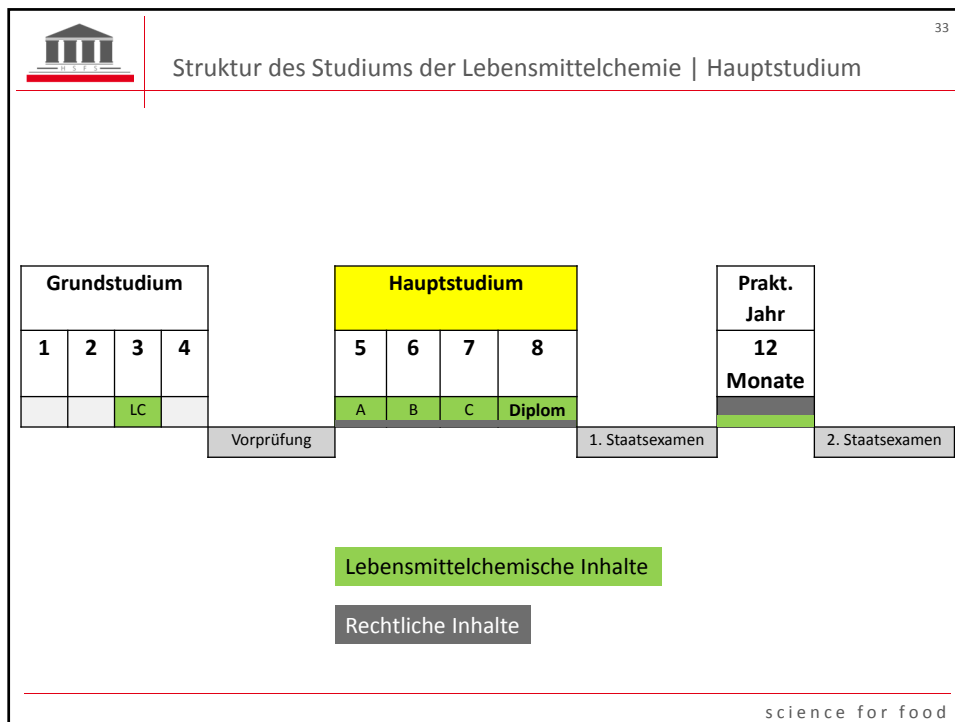 33
HSFS
Struktur des Studiums der Lebensmittelchemie | Hauptstudium
Grundstudium
Hauptstudium
Prakt.
Jahr
1 2 3 4
5 6 7 8
12
Monate
LC
A B C Diplom
Vorprüfung
1. Staatsexamen
2. Staatsexamen
Lebensmittelchemische Inhalte
Rechtliche Inhalte
science for food